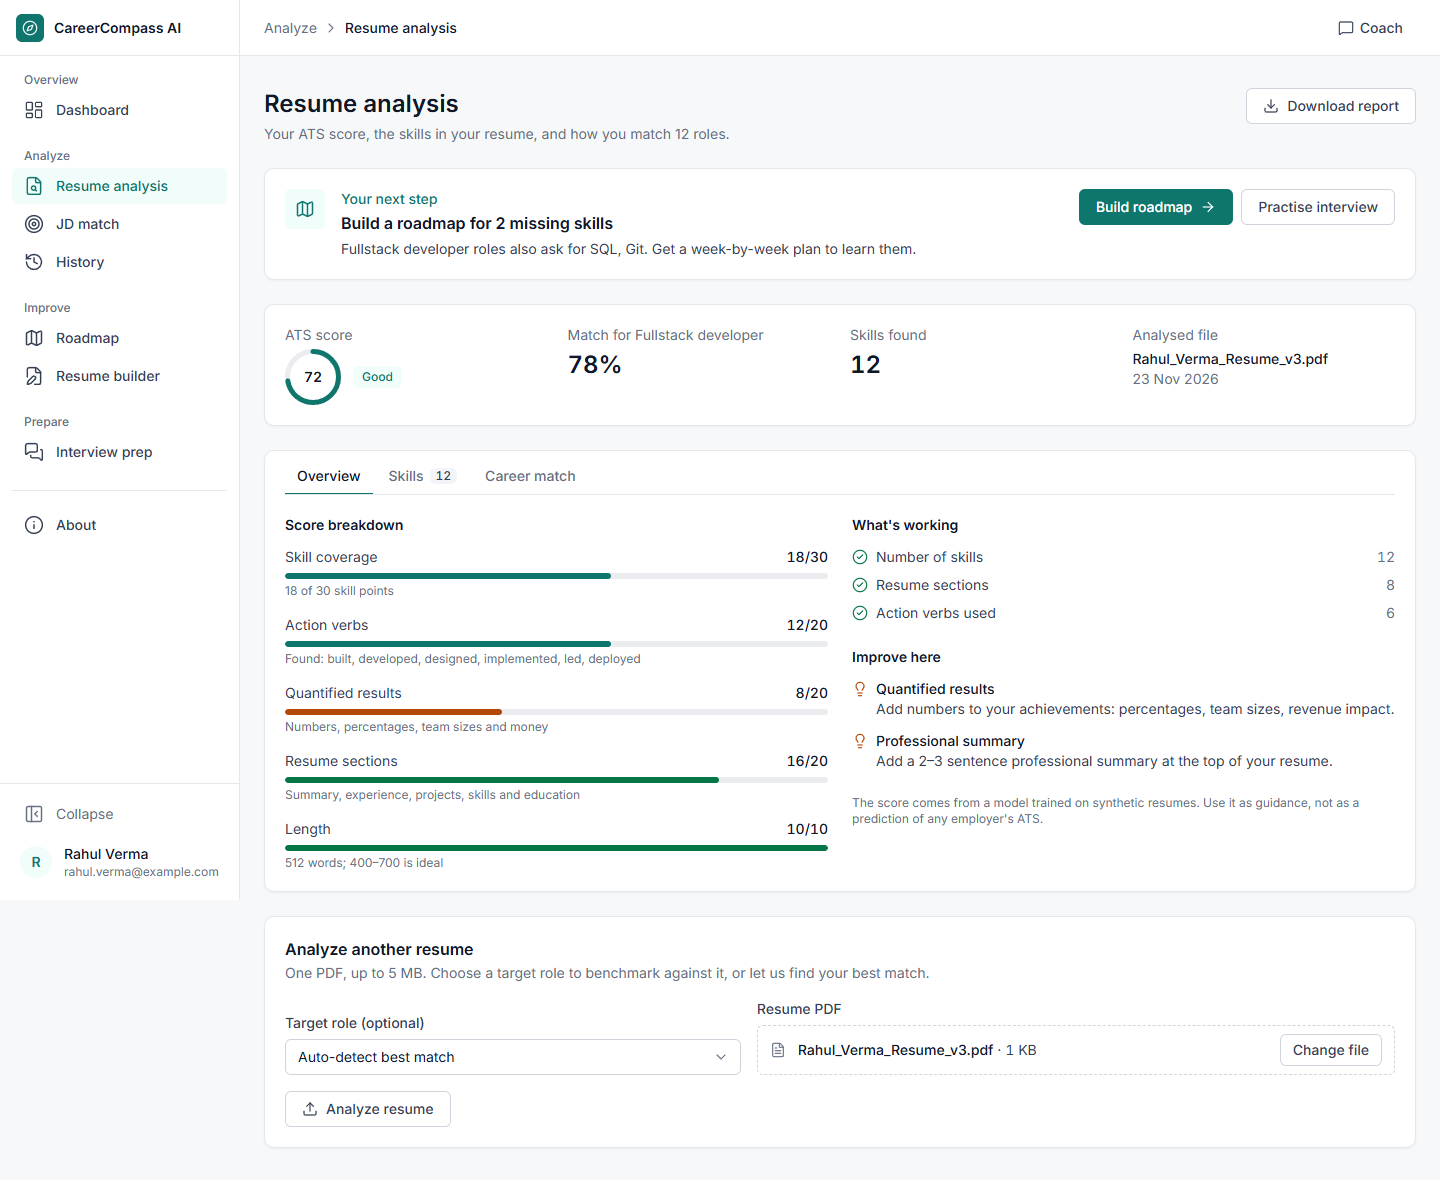 CareerCompass AI
Analyze > Resume analysis
Coach
Overview
Dashboard
Analyze
Resume analysis
JD match
History
Improve
Roadmap
Resume builder
Prepare
Interview prep
About
Collapse
R
Rahul Verma
rahul.verma@example.com
Resume analysis
Your ATS score, the skills in your resume, and how you match 12 roles.
Download report
Your next step
Build a roadmap for 2 missing skills
Fullstack developer roles also ask for SQL, Git. Get a week-by-week plan to learn them.
Build roadmap
Practise interview
ATS score
72
Good
Match for Fullstack developer
78%
Skills found
12
Analysed file
Rahul_Verma_Resume_v3.pdf
23 Nov 2026
Overview
Skills 12
Career match
Score breakdown
Skill coverage 18/30
18 of 30 skill points
Action verbs 12/20
Found: built, developed, designed, implemented, led, deployed
Quantified results 8/20
Numbers, percentages, team sizes and money
Resume sections 16/20
Summary, experience, projects, skills and education
Length 10/10
512 words; 400–700 is ideal
What's working
Number of skills 12
Resume sections 8
Action verbs used 6
Improve here
Quantified results
Add numbers to your achievements: percentages, team sizes, revenue impact.
Professional summary
Add a 2–3 sentence professional summary at the top of your resume.
The score comes from a model trained on synthetic resumes. Use it as guidance, not as a
prediction of any employer's ATS.
Analyze another resume
One PDF, up to 5 MB. Choose a target role to benchmark against it, or let us find your best match.
Target role (optional)
Auto-detect best match
Resume PDF
Rahul_Verma_Resume_v3.pdf · 1 KB
Change file
Analyze resume